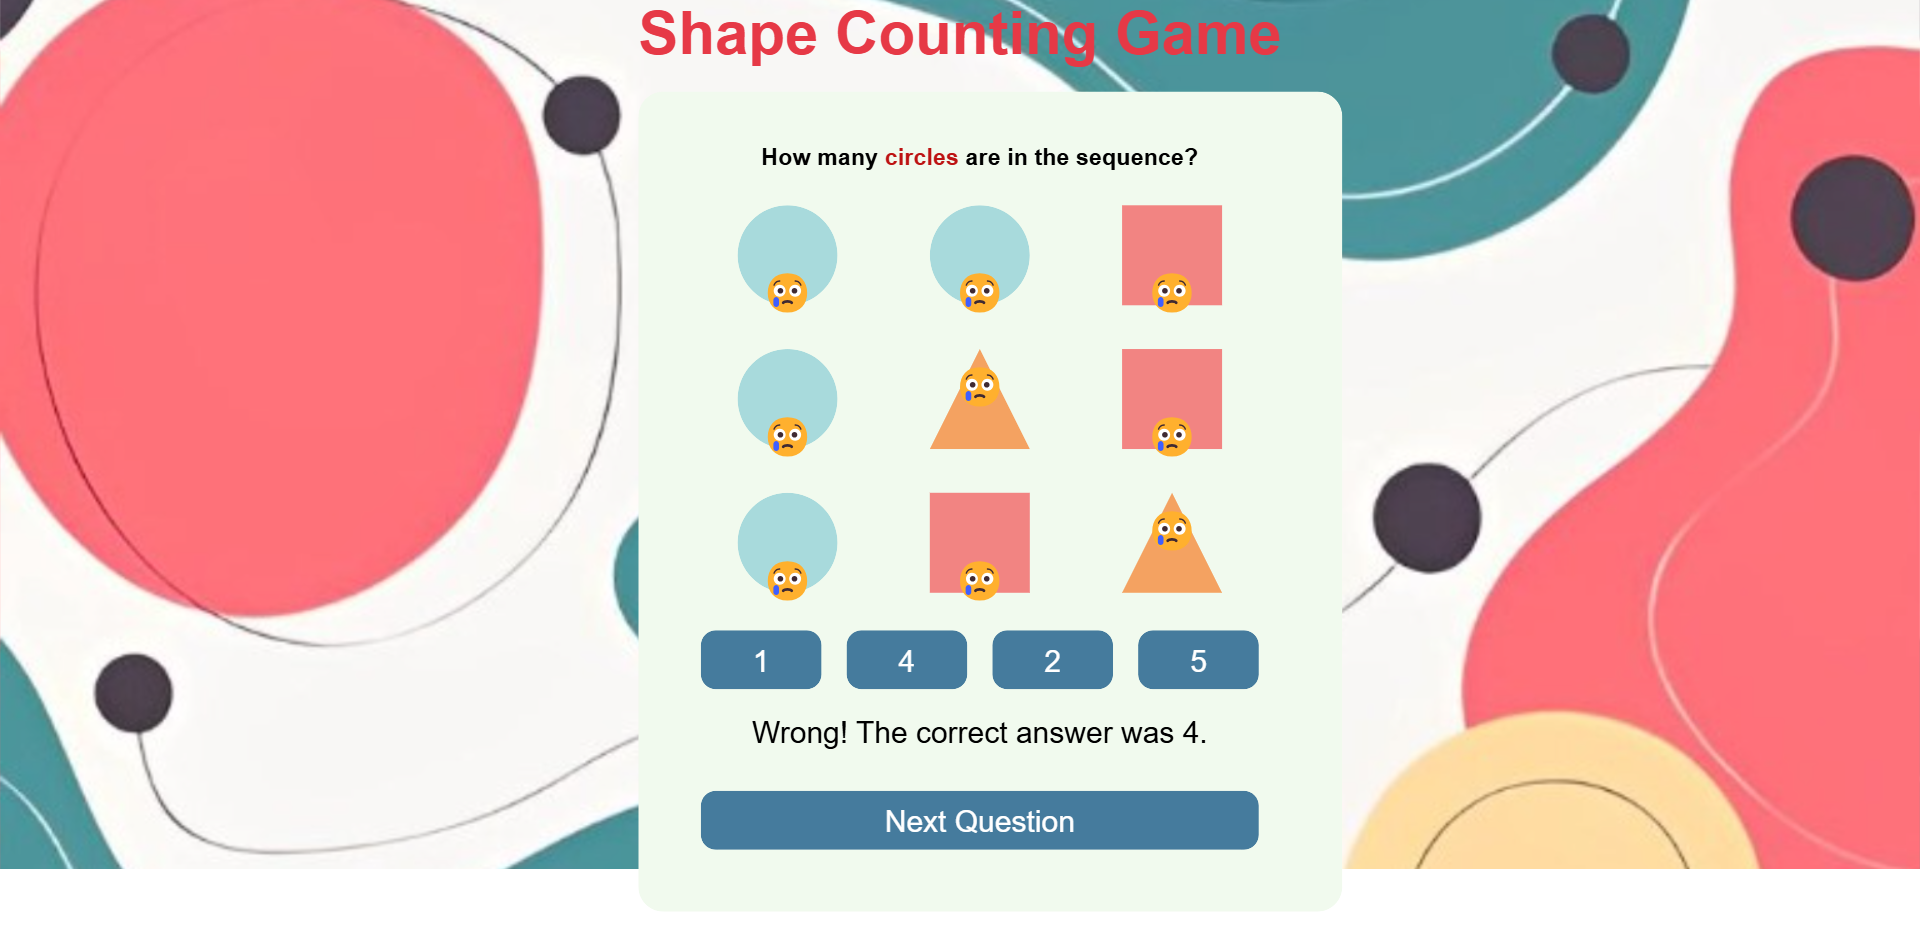 Shape Counting Game
How many circles are in the sequence?
1 4 2 5
Wrong! The correct answer was 4.
Next Question